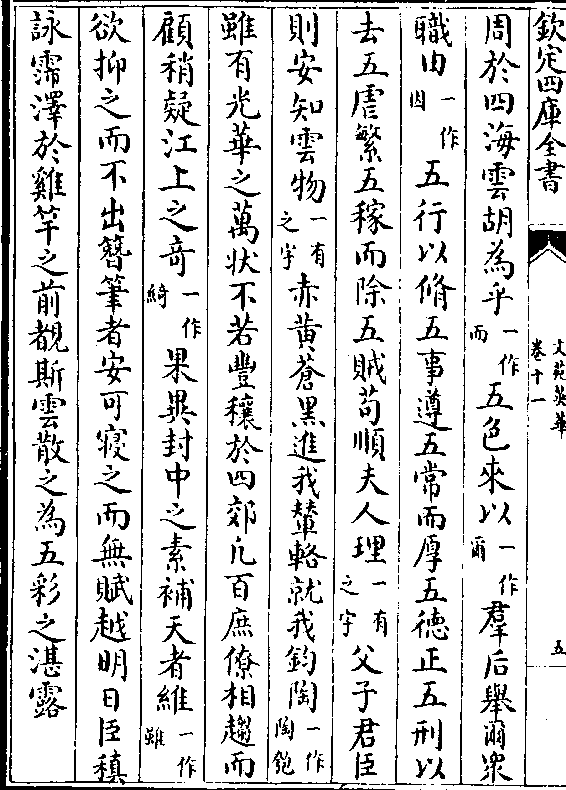 欽定四庫全書
文苑英華
卷十一
五
周於四海雲胡為乎一作而五色來以一作爾羣后舉爾衆
職由一作因五行以脩五事遵五常而厚五德正五刑以
去五虐繁五稼而除五賊苟順夫人理一有之字父子君臣
則安知雲物一有之字赤黄蒼黒進我輦輅就我鈞陶一作陶鈞
雖有光華之萬狀不若豐穰於四郊凡百庶僚相趨而
顧稍疑江上之竒一作綺果異封中之素補天者維一作雖
欲抑之而不出簪筆者安可寝之而無賦越明日臣稹
詠霈澤於雞竿之前覩斯雲散之為五彩之湛露